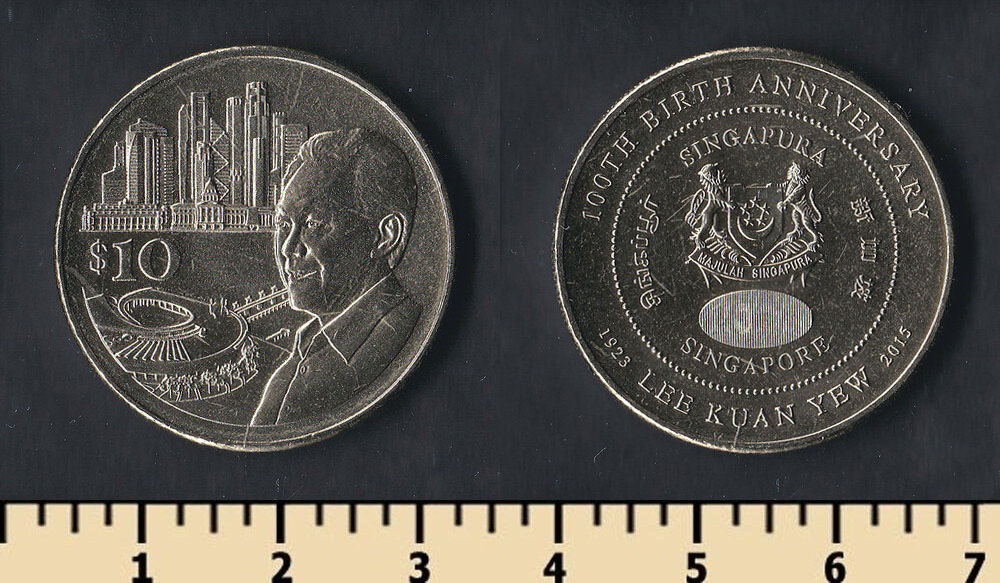 $10
100TH BIRTH ANNIVERSARY
SINGAPURA
சிங்கப்பூர்
新加坡
MAJULAH SINGAPURA
SINGAPORE
1923 LEE KUAN YEW 2015
1 2 3 4 5 6 7